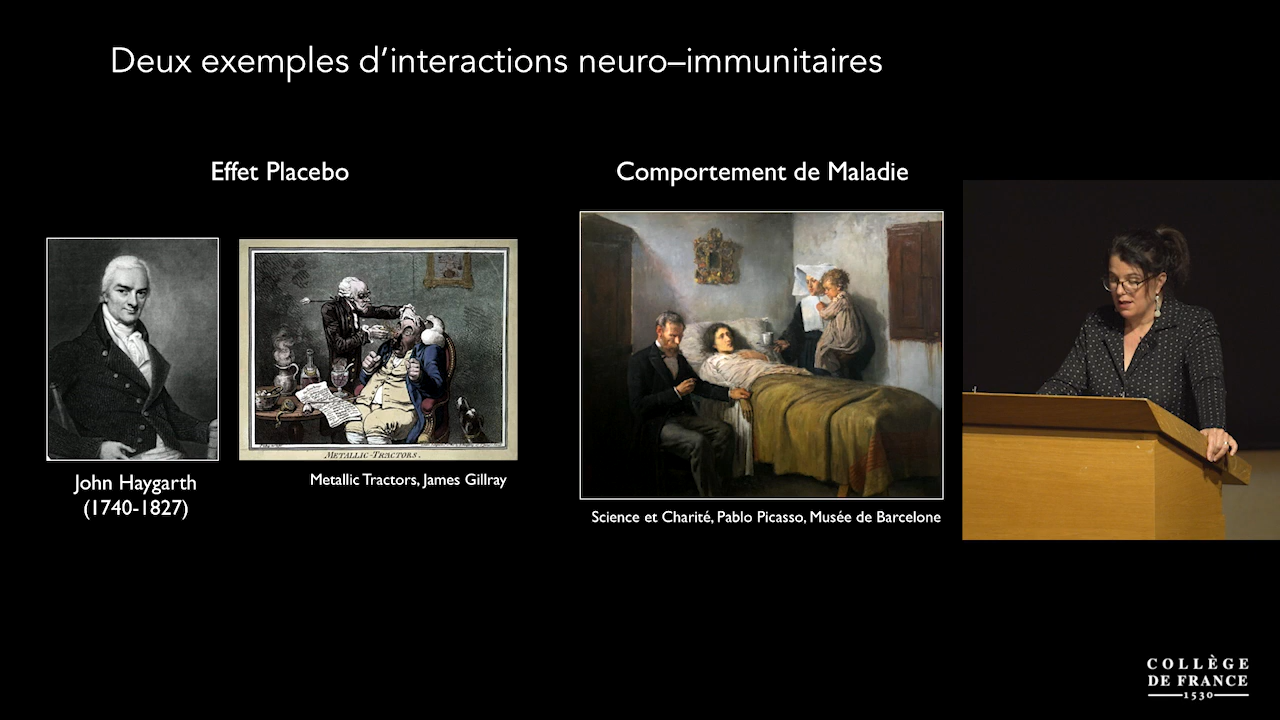 Deux exemples d’interactions neuro–immunitaires
Effet Placebo
Comportement de Maladie
METALLIC-TRACTORS.
John Haygarth
(1740-1827)
Metallic Tractors, James Gillray
Science et Charité, Pablo Picasso, Musée de Barcelone
COLLÈGE
DE FRANCE
1530